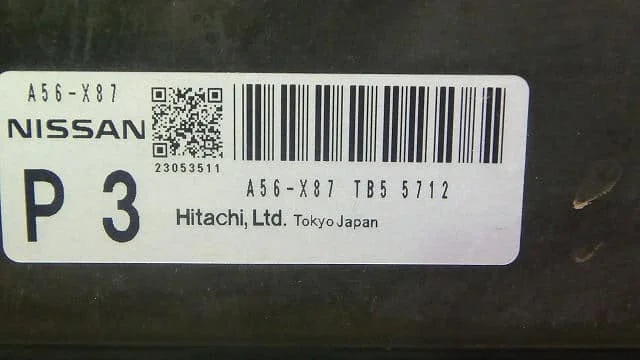 A56-X87
NISSAN
23053511
P 3
A56-X87 TB5 5712
Hitachi, Ltd. Tokyo Japan